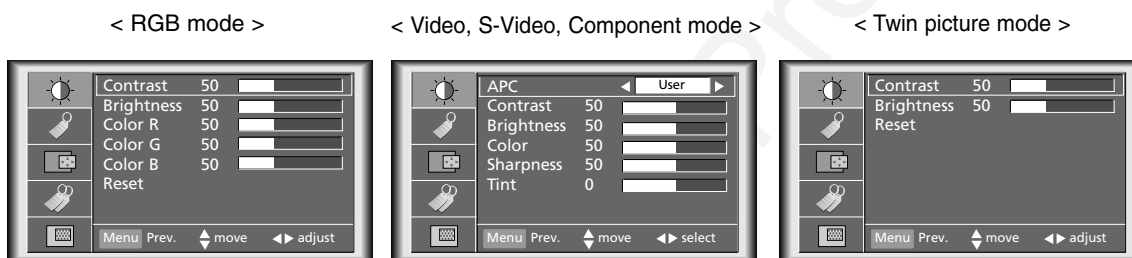 < RGB mode >
Contrast 50
Brightness 50
Color R 50
Color G 50
Color B 50
Reset
Menu Prev. move adjust
< Video, S-Video, Component mode >
APC User
Contrast 50
Brightness 50
Color 50
Sharpness 50
Tint 0
Menu Prev. move select
< Twin picture mode >
Contrast 50
Brightness 50
Reset
Menu Prev. move adjust